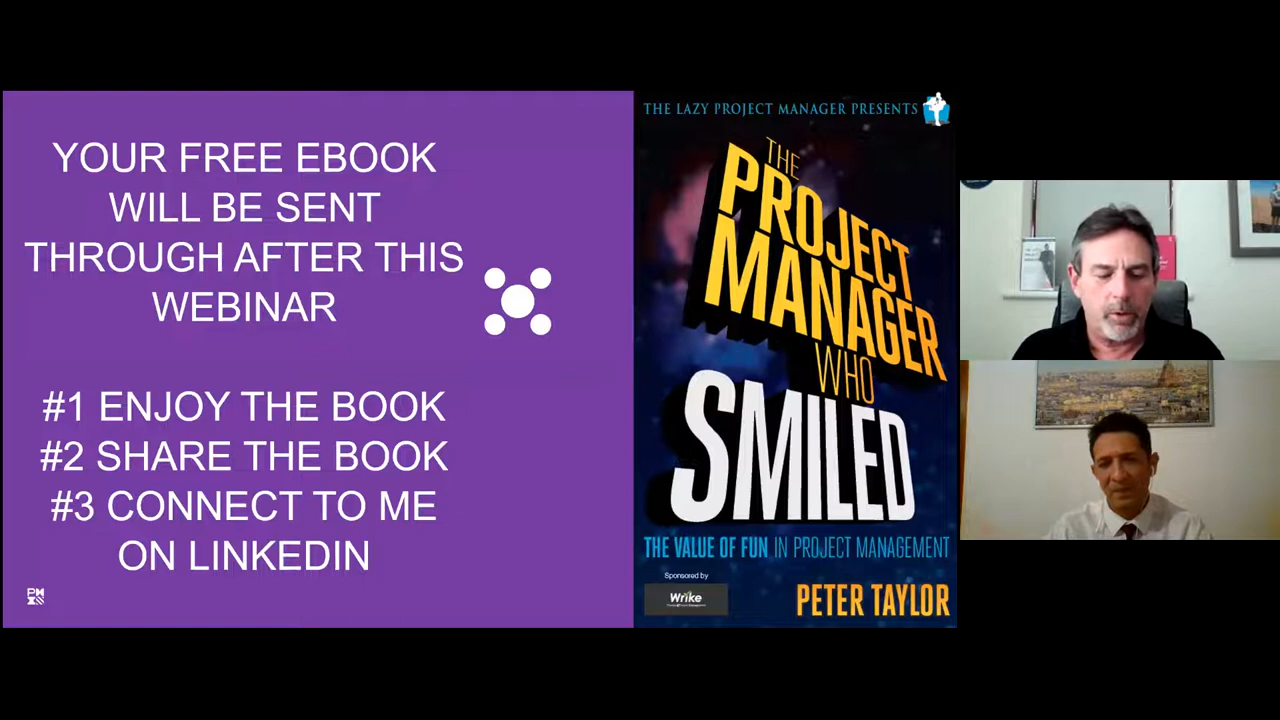 YOUR FREE EBOOK
WILL BE SENT
THROUGH AFTER THIS
WEBINAR
#1 ENJOY THE BOOK
#2 SHARE THE BOOK
#3 CONNECT TO ME
ON LINKEDIN
PM
THE LAZY PROJECT MANAGER PRESENTS
THE
PROJECT
MANAGER
WHO
SMILED
THE VALUE OF FUN IN PROJECT MANAGEMENT
Sponsored by
Wrike
PETER TAYLOR